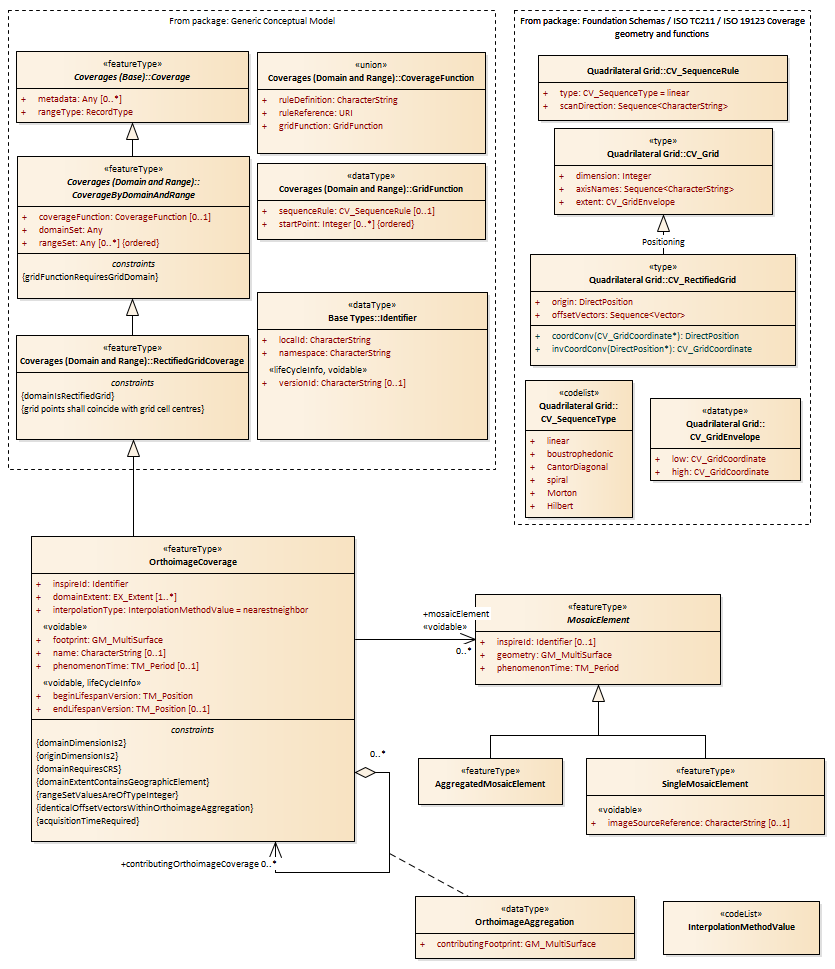 From package: Generic Conceptual Model
«featureType»
Coverages (Base)::Coverage
+ metadata: Any [0..*]
+ rangeType: RecordType
«union»
Coverages (Domain and Range)::CoverageFunction
+ ruleDefinition: CharacterString
+ ruleReference: URI
+ gridFunction: GridFunction
«featureType»
Coverages (Domain and Range)::
CoverageByDomainAndRange
+ coverageFunction: CoverageFunction [0..1]
+ domainSet: Any
+ rangeSet: Any [0..*] {ordered}
constraints
{gridFunctionRequiresGridDomain}
«dataType»
Coverages (Domain and Range)::GridFunction
+ sequenceRule: CV_SequenceRule [0..1]
+ startPoint: Integer [0..*] {ordered}
«dataType»
Base Types::Identifier
+ localId: CharacterString
+ namespace: CharacterString
«lifeCycleInfo, voidable»
+ versionId: CharacterString [0..1]
«featureType»
Coverages (Domain and Range)::RectifiedGridCoverage
constraints
{domainIsRectifiedGrid}
{grid points shall coincide with grid cell centres}
From package: Foundation Schemas / ISO TC211 / ISO 19123 Coverage
geometry and functions
Quadrilateral Grid::CV_SequenceRule
+ type: CV_SequenceType = linear
+ scanDirection: Sequence<CharacterString>
«type»
Quadrilateral Grid::CV_Grid
+ dimension: Integer
+ axisNames: Sequence<CharacterString>
+ extent: CV_GridEnvelope
Positioning
«type»
Quadrilateral Grid::CV_RectifiedGrid
+ origin: DirectPosition
+ offsetVectors: Sequence<Vector>
+ coordConv(CV_GridCoordinate*): DirectPosition
+ invCoordConv(DirectPosition*): CV_GridCoordinate
«codelist»
Quadrilateral Grid::
CV_SequenceType
+ linear
+ boustrophedonic
+ CantorDiagonal
+ spiral
+ Morton
+ Hilbert
«datatype»
Quadrilateral Grid::
CV_GridEnvelope
+ low: CV_GridCoordinate
+ high: CV_GridCoordinate
«featureType»
OrthoimageCoverage
+ inspireId: Identifier
+ domainExtent: EX_Extent [1..*]
+ interpolationType: InterpolationMethodValue = nearestneighbor
«voidable»
+ footprint: GM_MultiSurface
+ name: CharacterString [0..1]
+ phenomenonTime: TM_Period [0..1]
«voidable, lifeCycleInfo»
+ beginLifespanVersion: TM_Position
+ endLifespanVersion: TM_Position [0..1]
constraints
{domainDimensionIs2}
{originDimensionIs2}
{domainRequiresCRS}
{domainExtentContainsGeographicElement}
{rangeSetValuesAreOfTypeInteger}
{identicalOffsetVectorsWithinOrthoimageAggregation}
{acquisitionTimeRequired}
+mosaicElement
«voidable»
0..*
«featureType»
MosaicElement
+ inspireId: Identifier [0..1]
+ geometry: GM_MultiSurface
+ phenomenonTime: TM_Period
«featureType»
AggregatedMosaicElement
«featureType»
SingleMosaicElement
«voidable»
+ imageSourceReference: CharacterString [0..1]
0..*
+contributingOrthoimageCoverage 0..*
«dataType»
OrthoimageAggregation
+ contributingFootprint: GM_MultiSurface
«codeList»
InterpolationMethodValue